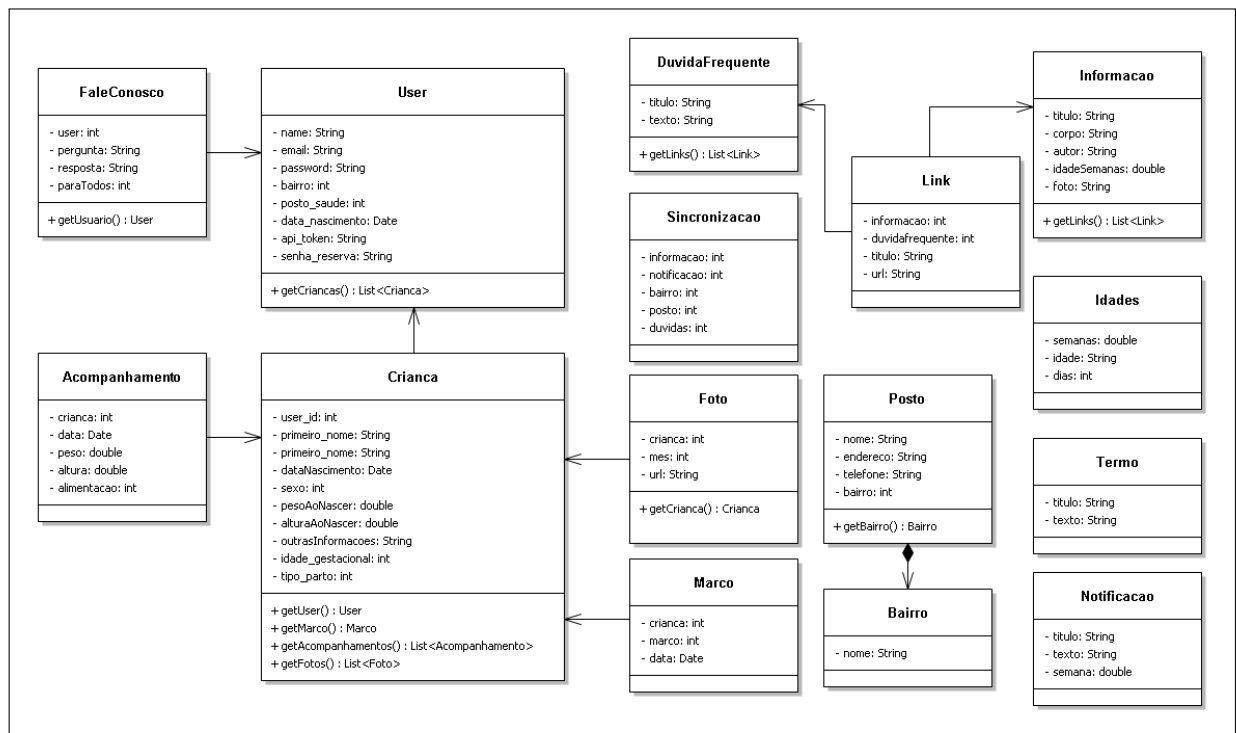 FaleConosco
- user: int
- pergunta: String
- resposta: String
- paraTodos: int
+ getUsuario() : User
User
- name: String
- email: String
- password: String
- bairro: int
- posto_saude: int
- data_nascimento: Date
- api_token: String
- senha_reserva: String
+ getCriancas() : List<Crianca>
DuvidaFrequente
- titulo: String
- texto: String
+ getLinks() : List<Link>
Informacao
- titulo: String
- corpo: String
- autor: String
- idadeSemanas: double
- foto: String
+ getLinks() : List<Link>
Link
- informacao: int
- duvidafrequente: int
- titulo: String
- url: String
Sincronizacao
- informacao: int
- notificacao: int
- bairro: int
- posto: int
- duvidas: int
Idades
- semanas: double
- idade: String
- dias: int
Acompanhamento
- crianca: int
- data: Date
- peso: double
- altura: double
- alimentacao: int
Crianca
- user_id: int
- primeiro_nome: String
- primeiro_nome: String
- dataNascimento: Date
- sexo: int
- pesoAoNascer: double
- alturaAoNascer: double
- outrasInformacoes: String
- idade_gestacional: int
- tipo_parto: int
+ getUser() : User
+ getMarco() : Marco
+ getAcompanhamentos() : List<Acompanhamento>
+ getFotos() : List<Foto>
Foto
- crianca: int
- mes: int
- url: String
+ getCrianca() : Crianca
Posto
- nome: String
- endereco: String
- telefone: String
- bairro: int
+ getBairro() : Bairro
Termo
- titulo: String
- texto: String
Marco
- crianca: int
- marco: int
- data: Date
Bairro
- nome: String
Notificacao
- titulo: String
- texto: String
- semana: double